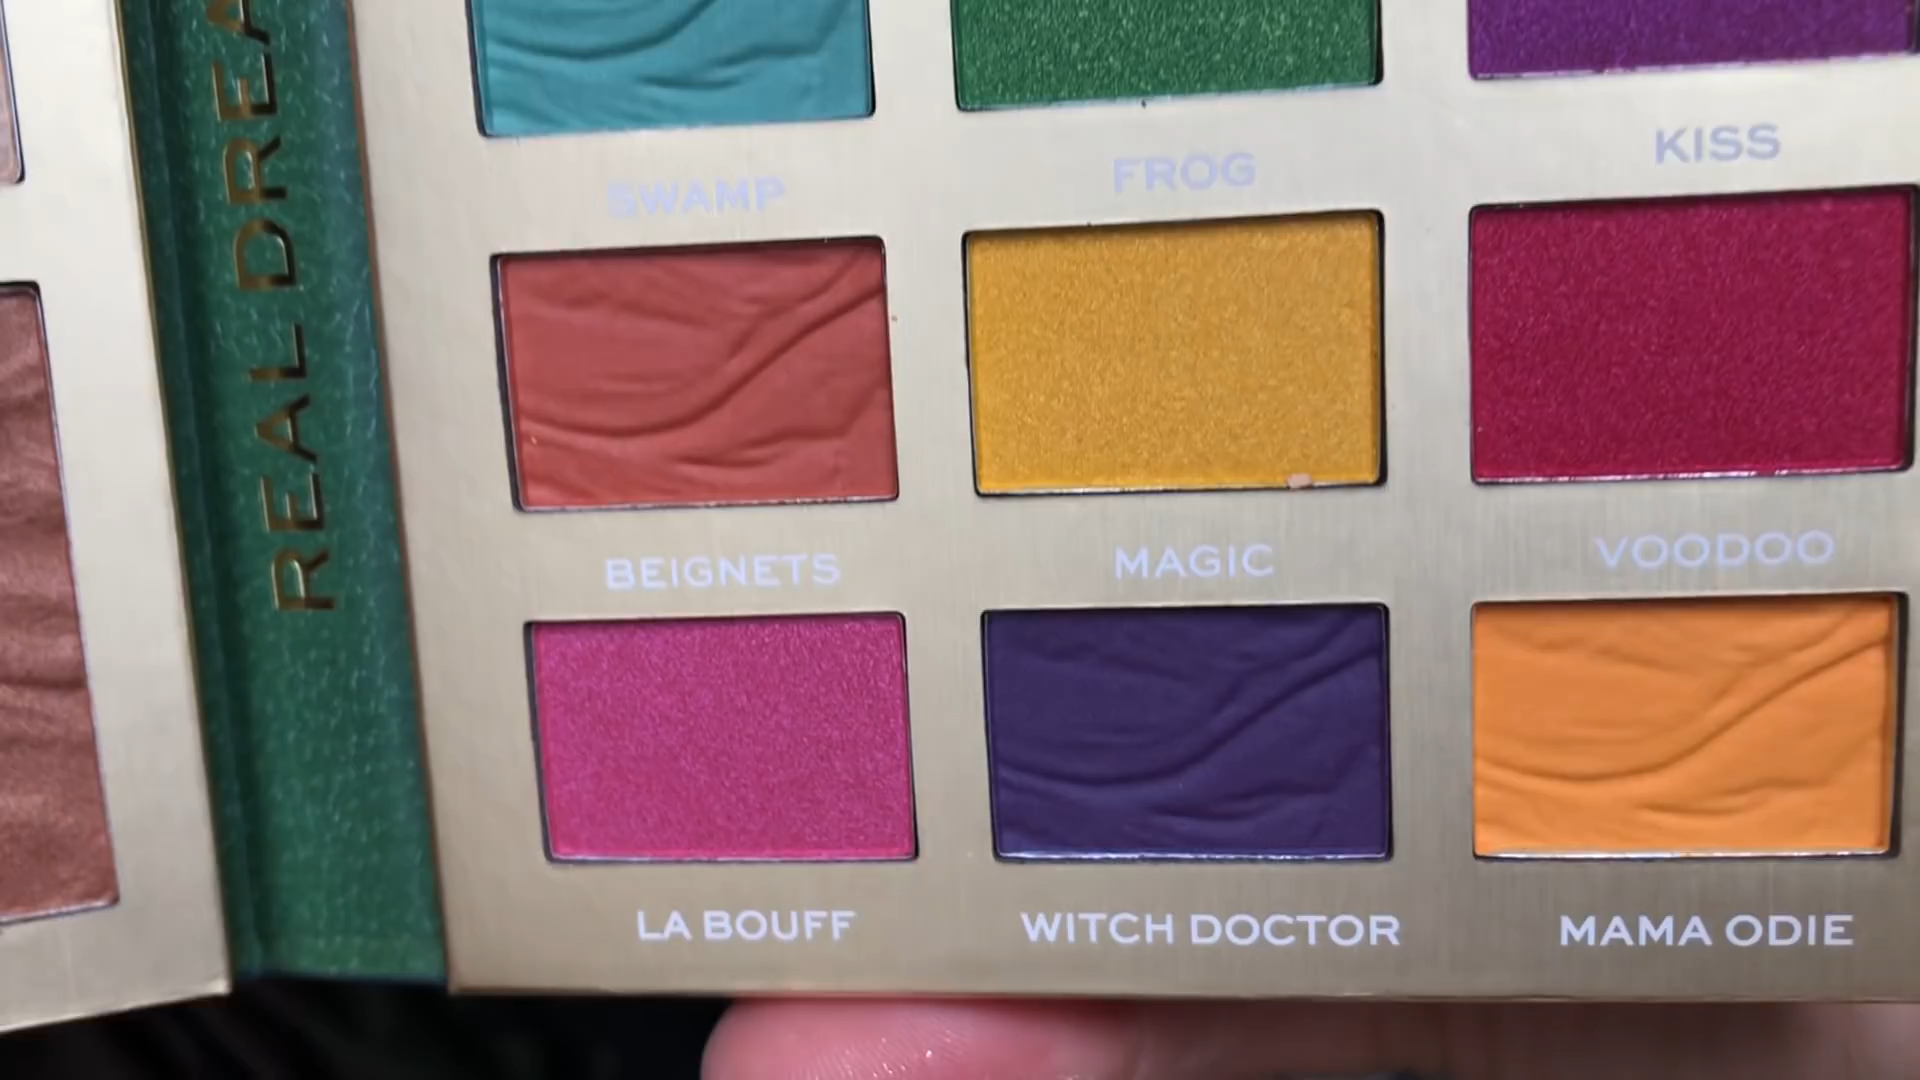 REAL DREA
SWAMP
FROG
KISS
BEIGNETS
MAGIC
VOODOO
LA BOUFF
WITCH DOCTOR
MAMA ODIE